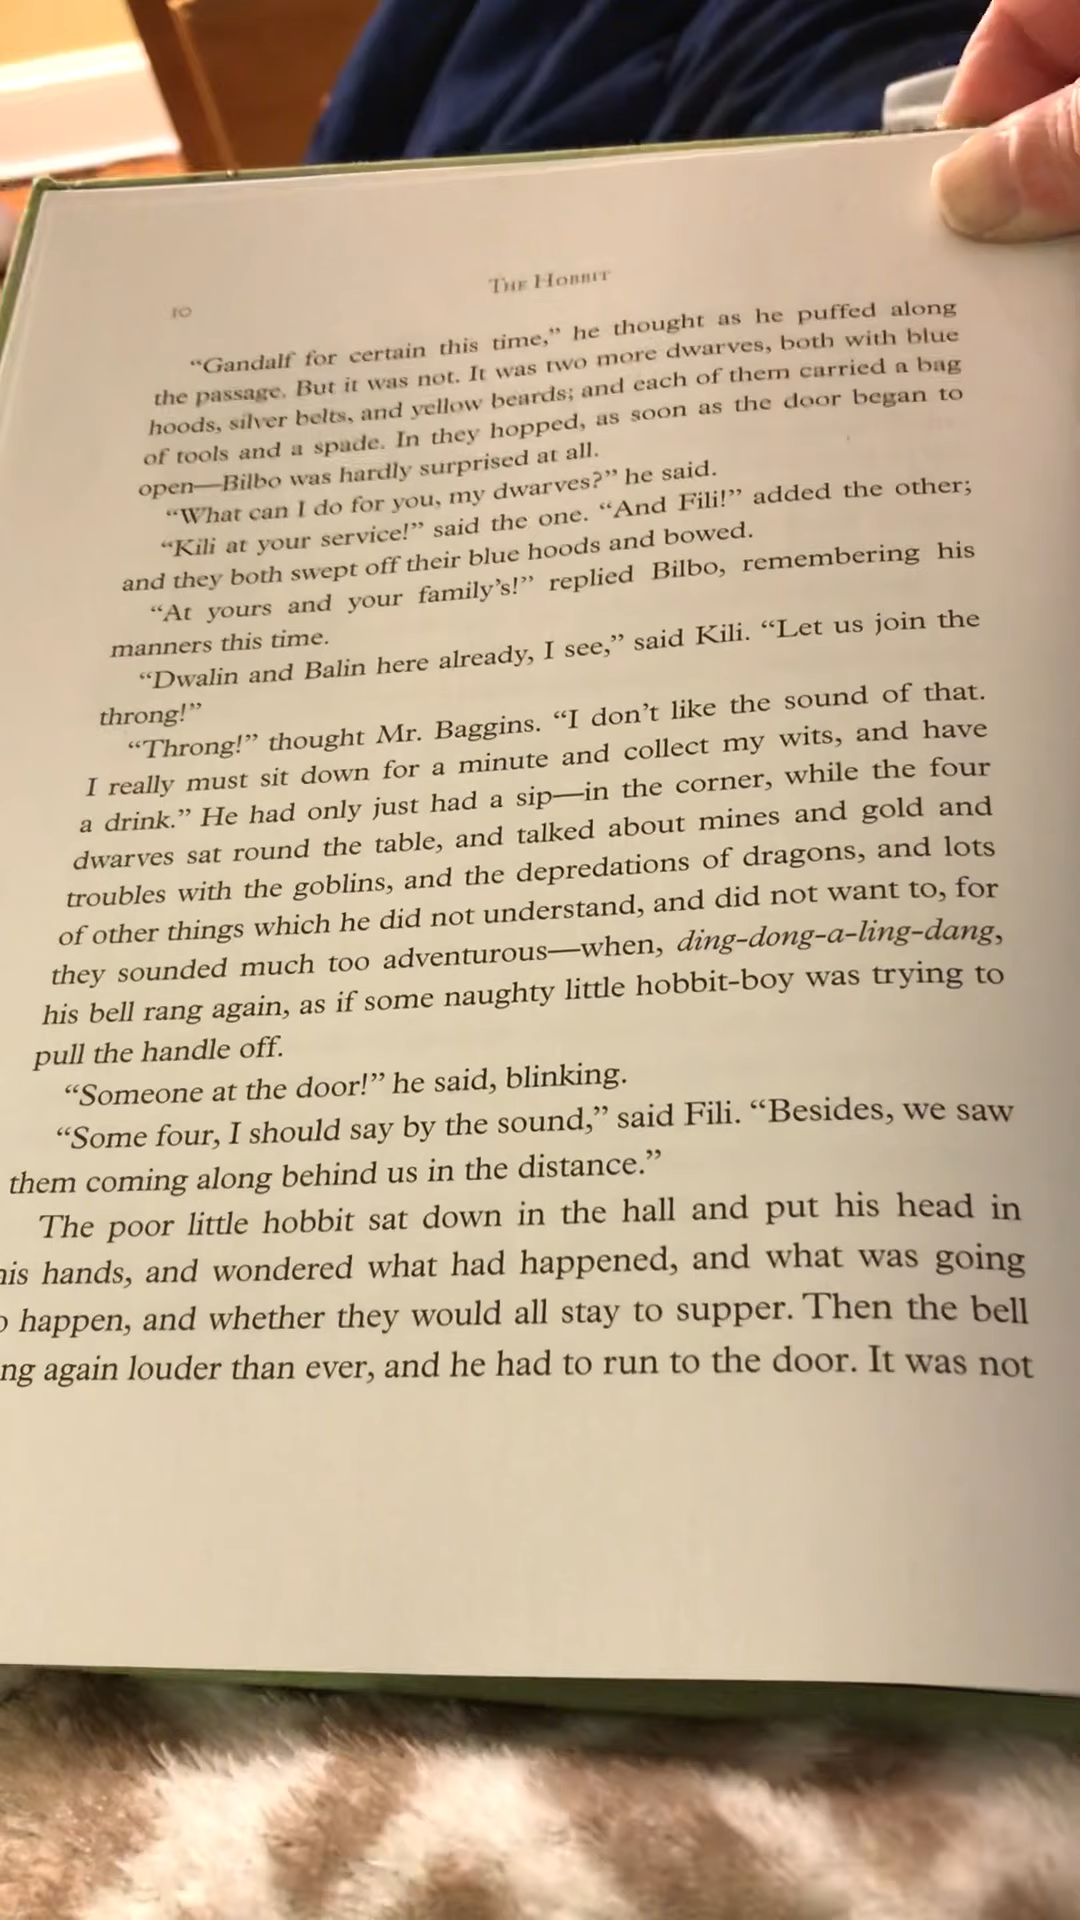 10
THE HOBBIT
“Gandalf for certain this time,” he thought as he puffed along
the passage. But it was not. It was two more dwarves, both with blue
hoods, silver belts, and yellow beards; and each of them carried a bag
of tools and a spade. In they hopped, as soon as the door began to
open—Bilbo was hardly surprised at all.
“What can I do for you, my dwarves?” he said.
“Kili at your service!” said the one. “And Fili!” added the other;
and they both swept off their blue hoods and bowed.
“At yours and your family’s!” replied Bilbo, remembering his
manners this time.
“Dwalin and Balin here already, I see,” said Kili. “Let us join the
throng!”
“Throng!” thought Mr. Baggins. “I don’t like the sound of that.
I really must sit down for a minute and collect my wits, and have
a drink.” He had only just had a sip—in the corner, while the four
dwarves sat round the table, and talked about mines and gold and
troubles with the goblins, and the depredations of dragons, and lots
of other things which he did not understand, and did not want to, for
they sounded much too adventurous—when, ding-dong-a-ling-dang,
his bell rang again, as if some naughty little hobbit-boy was trying to
pull the handle off.
“Someone at the door!” he said, blinking.
“Some four, I should say by the sound,” said Fili. “Besides, we saw
them coming along behind us in the distance.”
The poor little hobbit sat down in the hall and put his head in
his hands, and wondered what had happened, and what was going
o happen, and whether they would all stay to supper. Then the bell
ng again louder than ever, and he had to run to the door. It was not